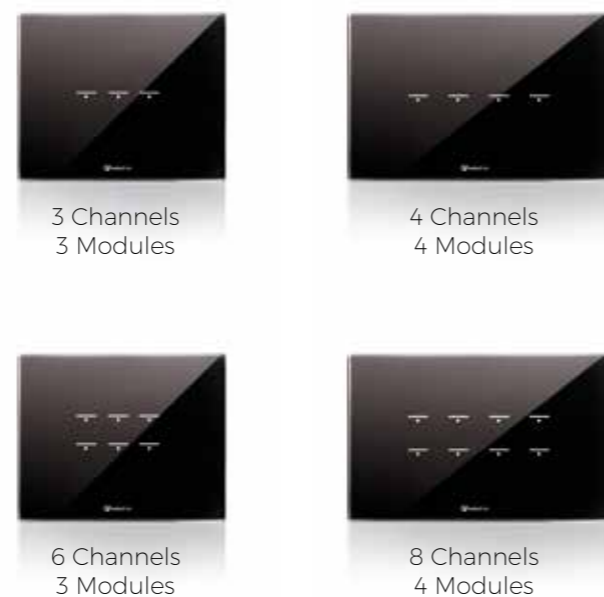 3 Channels
3 Modules
4 Channels
4 Modules
6 Channels
3 Modules
8 Channels
4 Modules